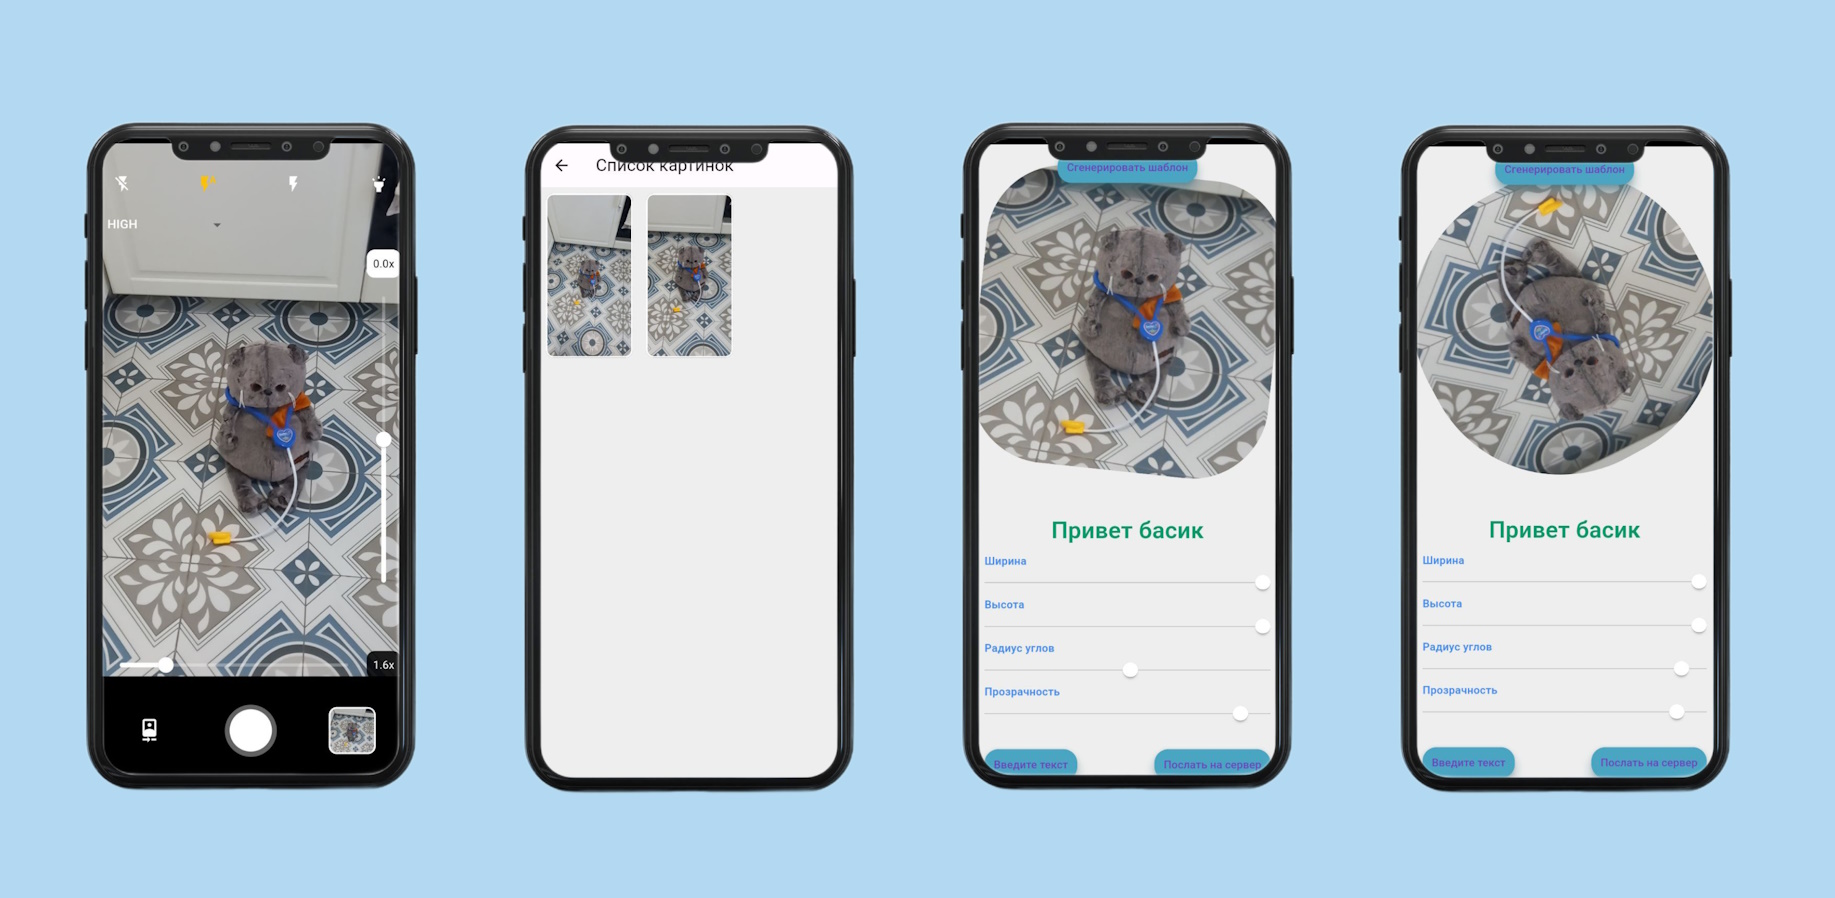 HIGH
0.0x
1.6x
Список картинок
Сгенерировать шаблон
Привет басик
Ширина
Высота
Радиус углов
Прозрачность
Введите текст
Послать на сервер
Сгенерировать шаблон
Привет басик
Ширина
Высота
Радиус углов
Прозрачность
Введите текст
Послать на сервер